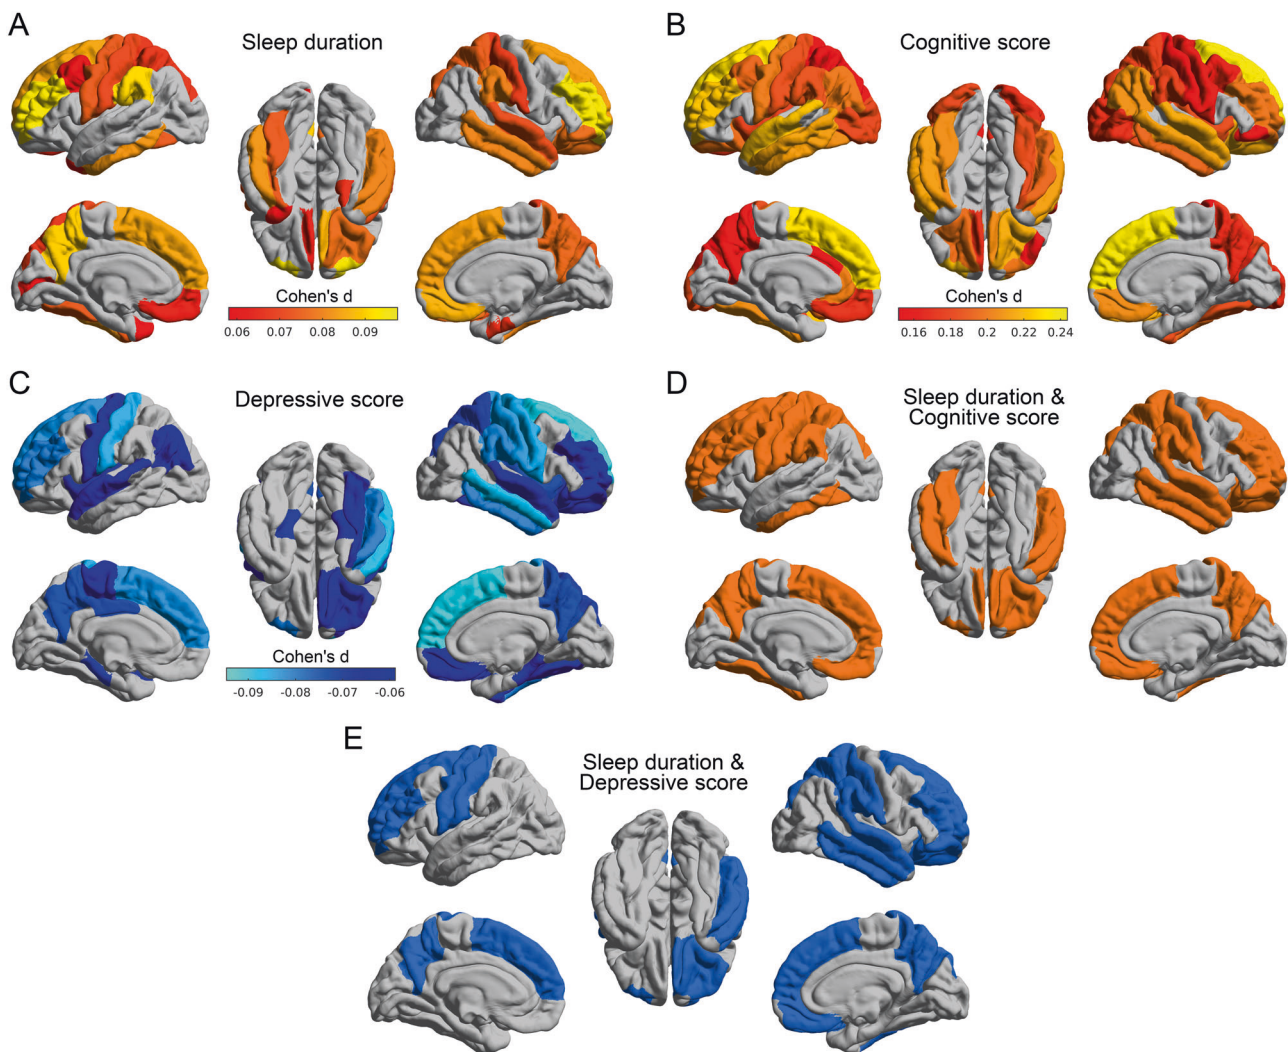 A
Sleep duration
Cohen's d
0.06 0.07 0.08 0.09
B
Cognitive score
Cohen's d
0.16 0.18 0.2 0.22 0.24
C
Depressive score
Cohen's d
-0.09 -0.08 -0.07 -0.06
D
Sleep duration &
Cognitive score
E
Sleep duration &
Depressive score